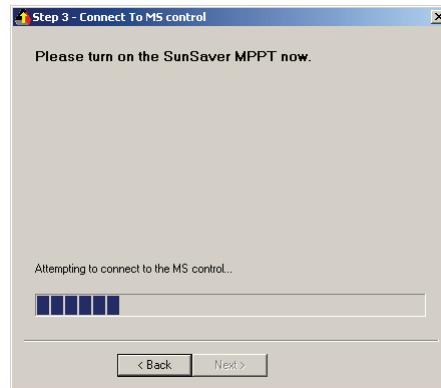 Step 3 - Connect To MS control
Please turn on the SunSaver MPPT now.
Attempting to connect to the MS control...
< Back
Next >